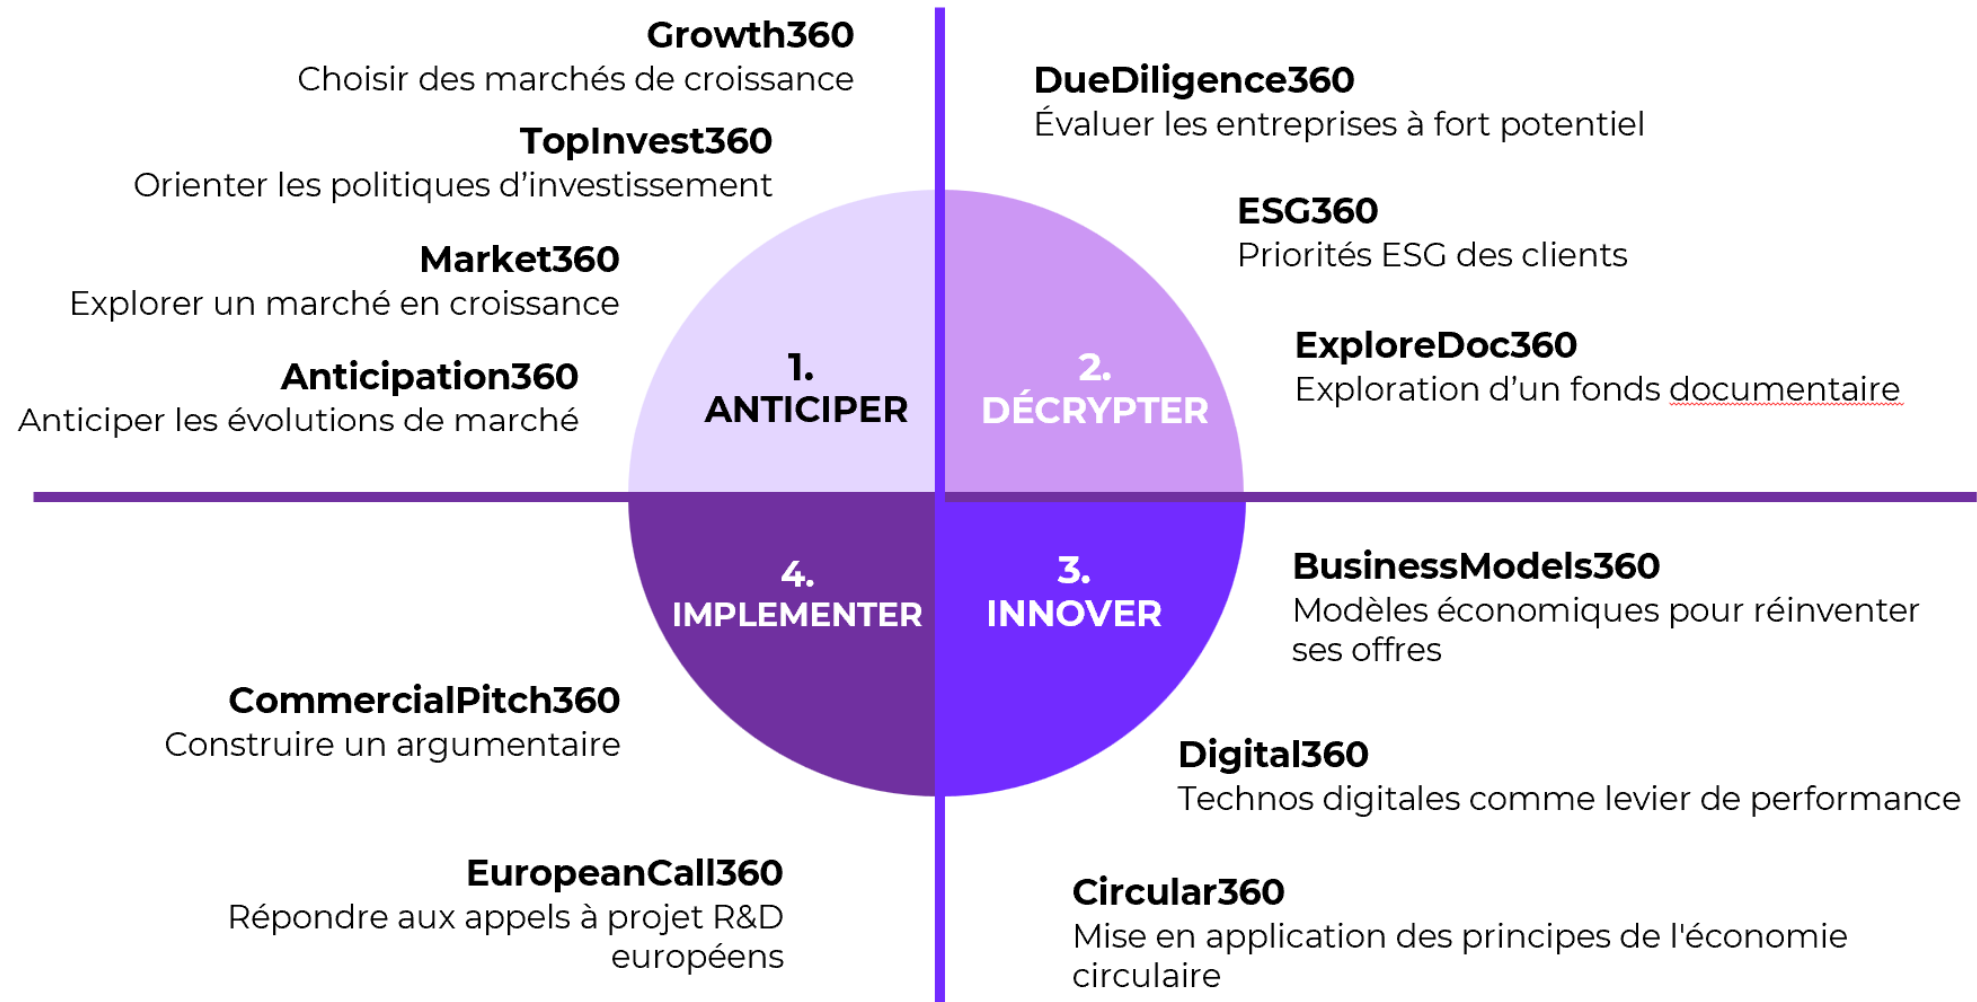 Growth360
Choisir des marchés de croissance
TopInvest360
Orienter les politiques d’investissement
Market360
Explorer un marché en croissance
Anticipation360
Anticiper les évolutions de marché
1.
ANTICIPER
DueDiligence360
Évaluer les entreprises à fort potentiel
ESG360
Priorités ESG des clients
ExploreDoc360
Exploration d’un fonds documentaire
2.
DÉCRYPTER
3.
INNOVER
BusinessModels360
Modèles économiques pour réinventer
ses offres
Digital360
Technos digitales comme levier de performance
Circular360
Mise en application des principes de l'économie
circulaire
4.
IMPLEMENTER
CommercialPitch360
Construire un argumentaire
EuropeanCall360
Répondre aux appels à projet R&D
européens